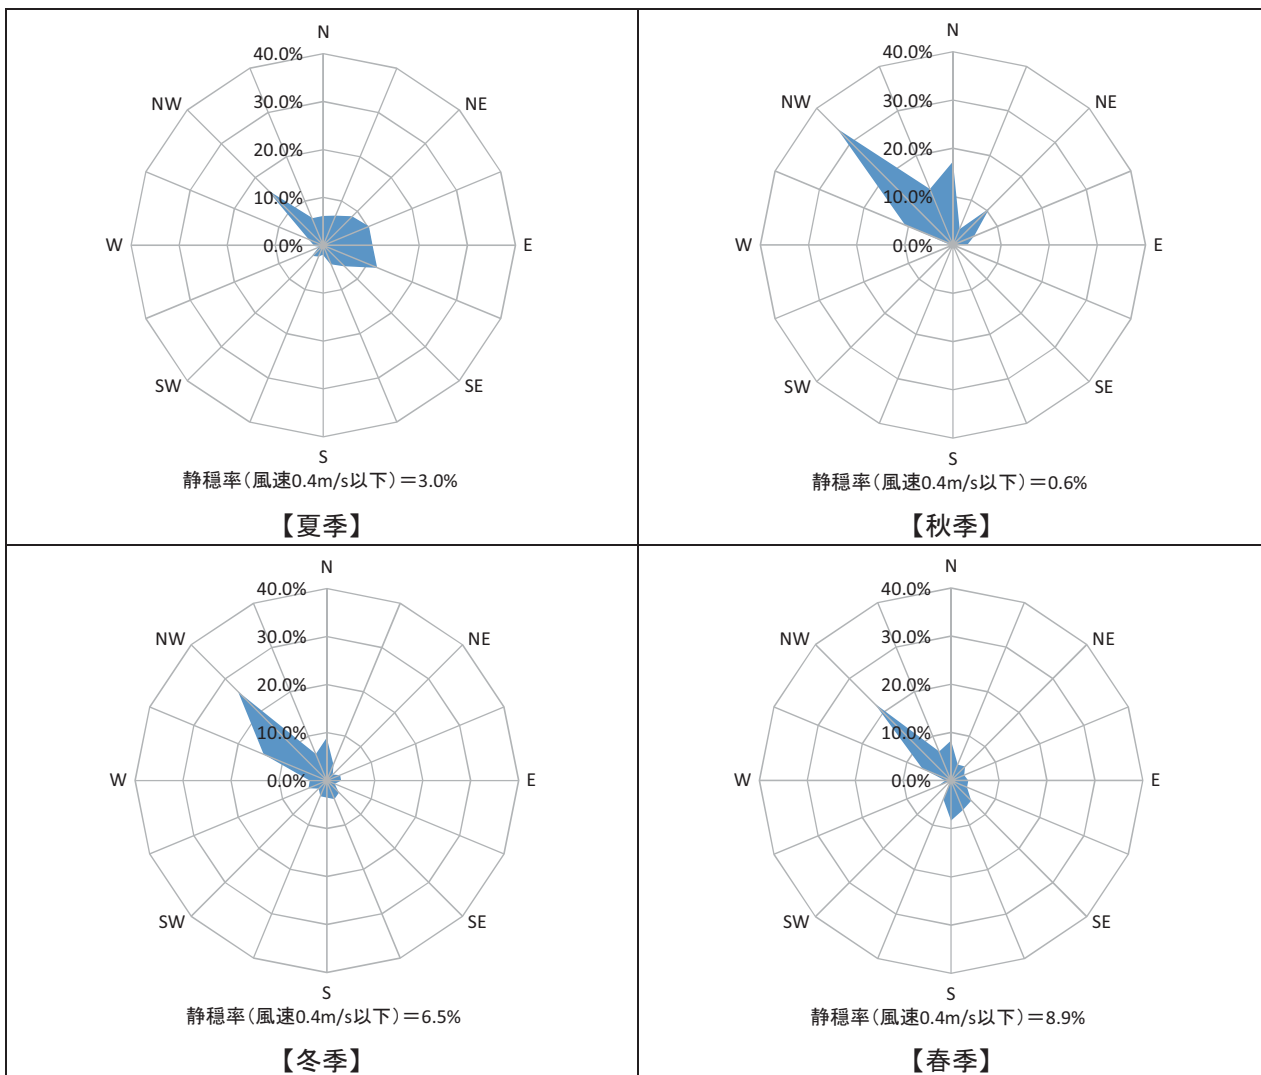 N
40.0%
NW
NE
30.0%
20.0%
10.0%
W
0.0%
E
SW
SE
S
静穏率（風速0.4m/s以下）＝3.0%
【夏季】
N
40.0%
NW
NE
30.0%
20.0%
10.0%
W
0.0%
E
SW
SE
S
静穏率（風速0.4m/s以下）＝0.6%
【秋季】
N
40.0%
NW
NE
30.0%
20.0%
10.0%
W
0.0%
E
SW
SE
S
静穏率（風速0.4m/s以下）＝6.5%
【冬季】
N
40.0%
NW
NE
30.0%
20.0%
10.0%
W
0.0%
E
SW
SE
S
静穏率（風速0.4m/s以下）＝8.9%
【春季】